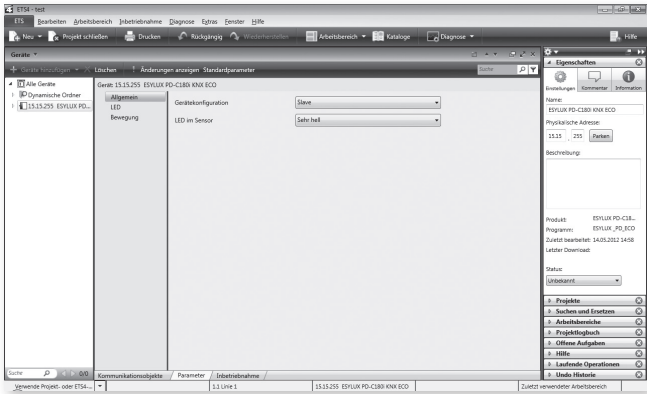 ETS4 - test
ETS Bearbeiten Arbeitsbereich Inbetriebnahme Diagnose Extras Fenster Hilfe
Neu Projekt schließen Drucken Rückgängig Wiederherstellen Arbeitsbereich Kataloge Diagnose Hilfe
Geräte
Geräte hinzufügen Löschen Änderungen anzeigen Standardparameter Suche
Alle Geräte
Dynamische Ordner
15.15.255 ESYLUX PD...
Gerät: 15.15.255 ESYLUX PD-C180i KNX ECO
Allgemein
LED
Bewegung
Gerätekonfiguration Slave
LED im Sensor Sehr hell
Eigenschaften
Einstellungen Kommentar Information
Name:
ESYLUX PD-C180i KNX ECO
Physikalische Adresse:
15.15 . 255 Parken
Beschreibung:
Produkt: ESYLUX PD-C18...
Programm: ESYLUX _PD_ECO
Zuletzt bearbeitet: 14.05.2012 14:58
Letzter Download:
Status:
Unbekannt
Projekte
Suchen und Ersetzen
Arbeitsbereiche
Projektlogbuch
Offene Aufgaben
Hilfe
Laufende Operationen
Undo Historie
Suche 0/0
Kommunikationsobjekte Parameter Inbetriebnahme
Verwende Projekt- oder ETS4-... 1.1 Linie 1 15.15.255 ESYLUX PD-C180i KNX ECO Zuletzt verwendeter Arbeitsbereich